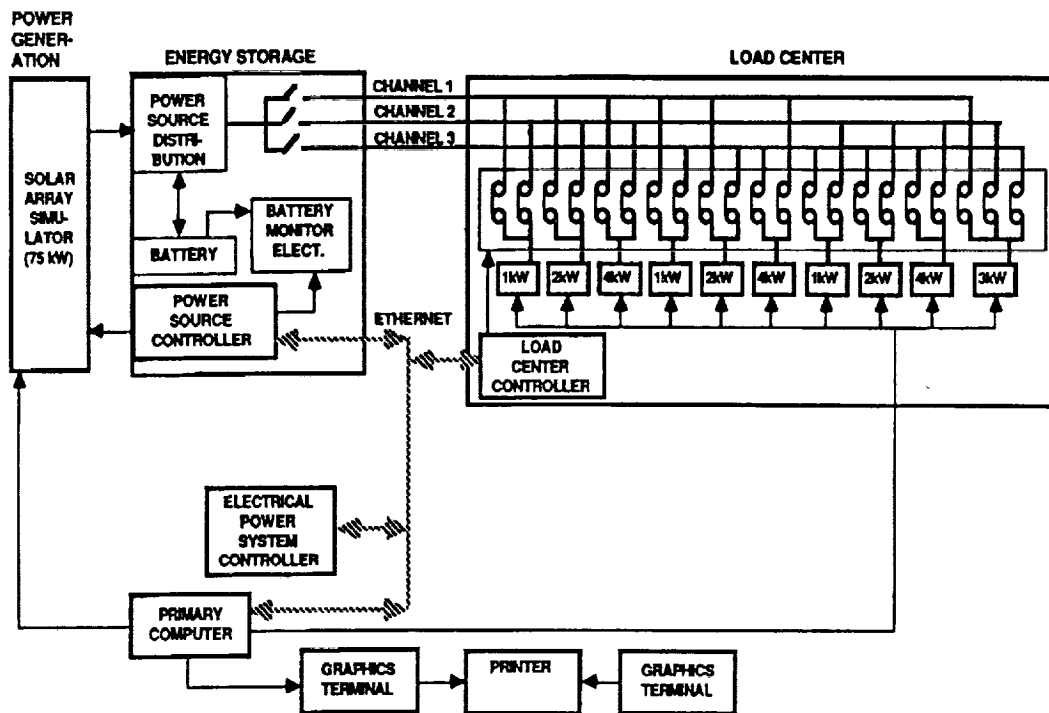 POWER
GENER-
ATION
ENERGY STORAGE
LOAD CENTER
POWER
SOURCE
DISTRI-
BUTION
CHANNEL 1
CHANNEL 2
CHANNEL 3
SOLAR
ARRAY
SIMU-
LATOR
(75 kW)
BATTERY
BATTERY
MONITOR
ELECT.
POWER
SOURCE
CONTROLLER
ETHERNET
1kW 2kW 4kW 1kW 2kW 4kW 1kW 2kW 4kW 3kW
LOAD
CENTER
CONTROLLER
ELECTRICAL
POWER
SYSTEM
CONTROLLER
PRIMARY
COMPUTER
GRAPHICS
TERMINAL
PRINTER
GRAPHICS
TERMINAL